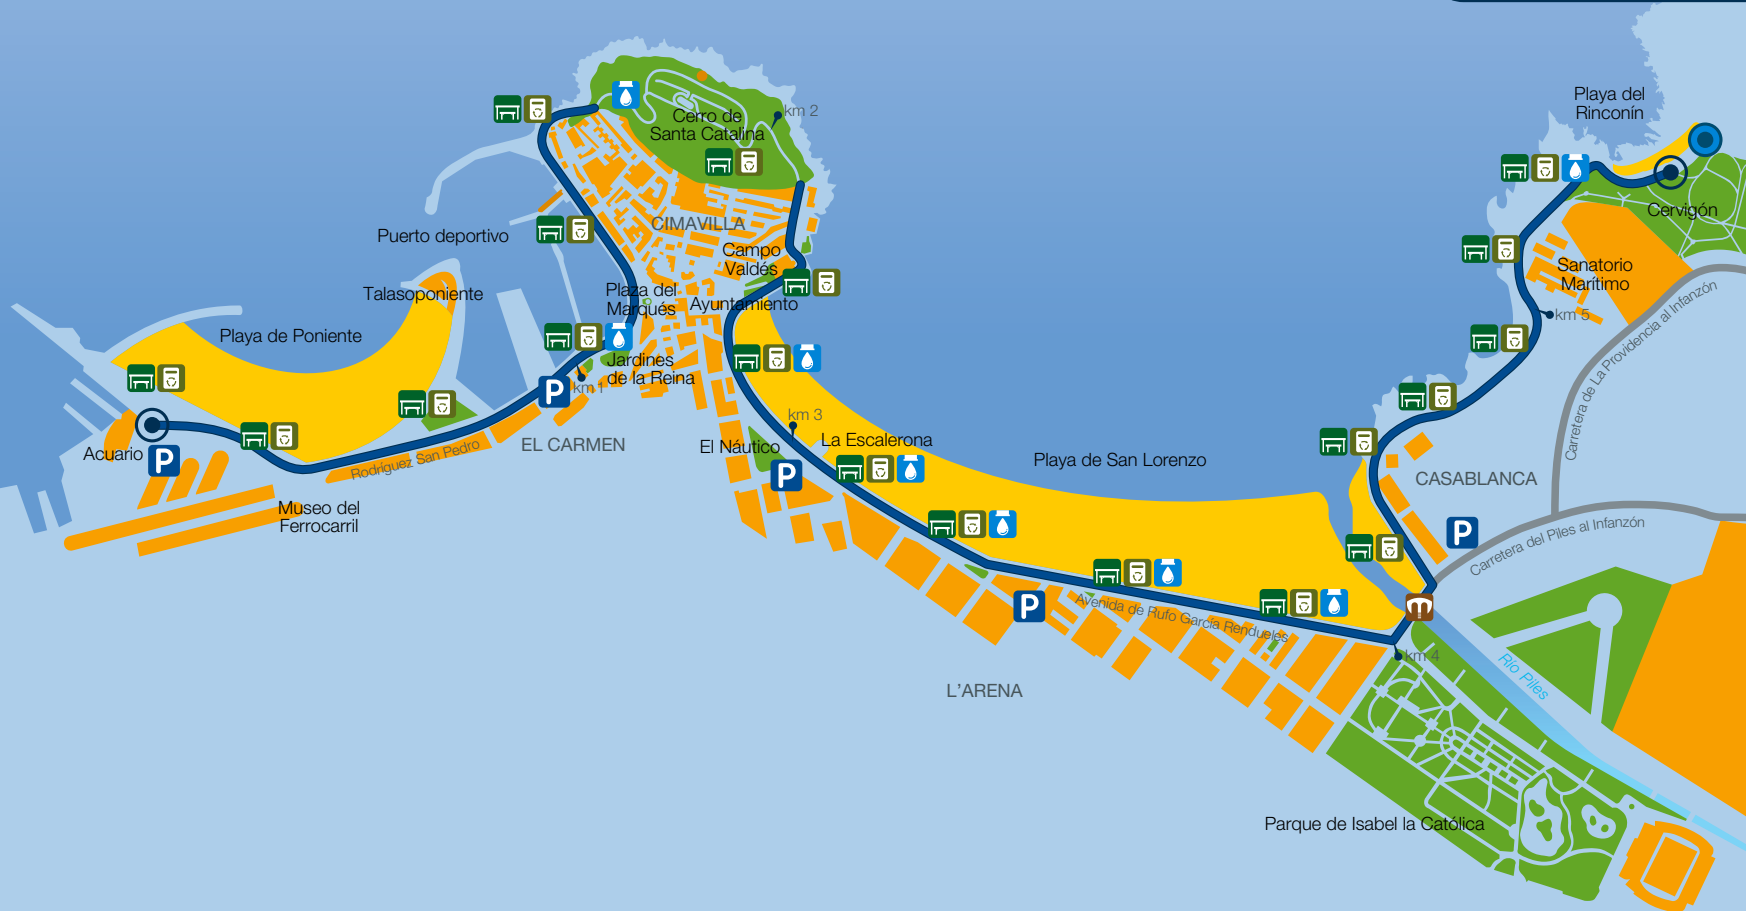 Playa del
Rinconín
km 2
Cerro de
Santa Catalina
Cervigón
CIMAVILLA
Puerto deportivo
Campo
Valdés
Sanatorio
Marítimo
Talasoponiente
Plaza del
Marqués
Ayuntamiento
km 5
Carretera de La Providencia al Infanzón
Playa de Poniente
Jardines
de la Reina
km 1
P
km 3
EL CARMEN
El Náutico
La Escalerona
Acuario
P
Rodríguez San Pedro
Playa de San Lorenzo
P
CASABLANCA
Museo del
Ferrocarril
P
Carretera del Piles al Infanzón
P
Avenida de Rufo García Rendueles
km 4
Río Piles
L'ARENA
Parque de Isabel la Católica